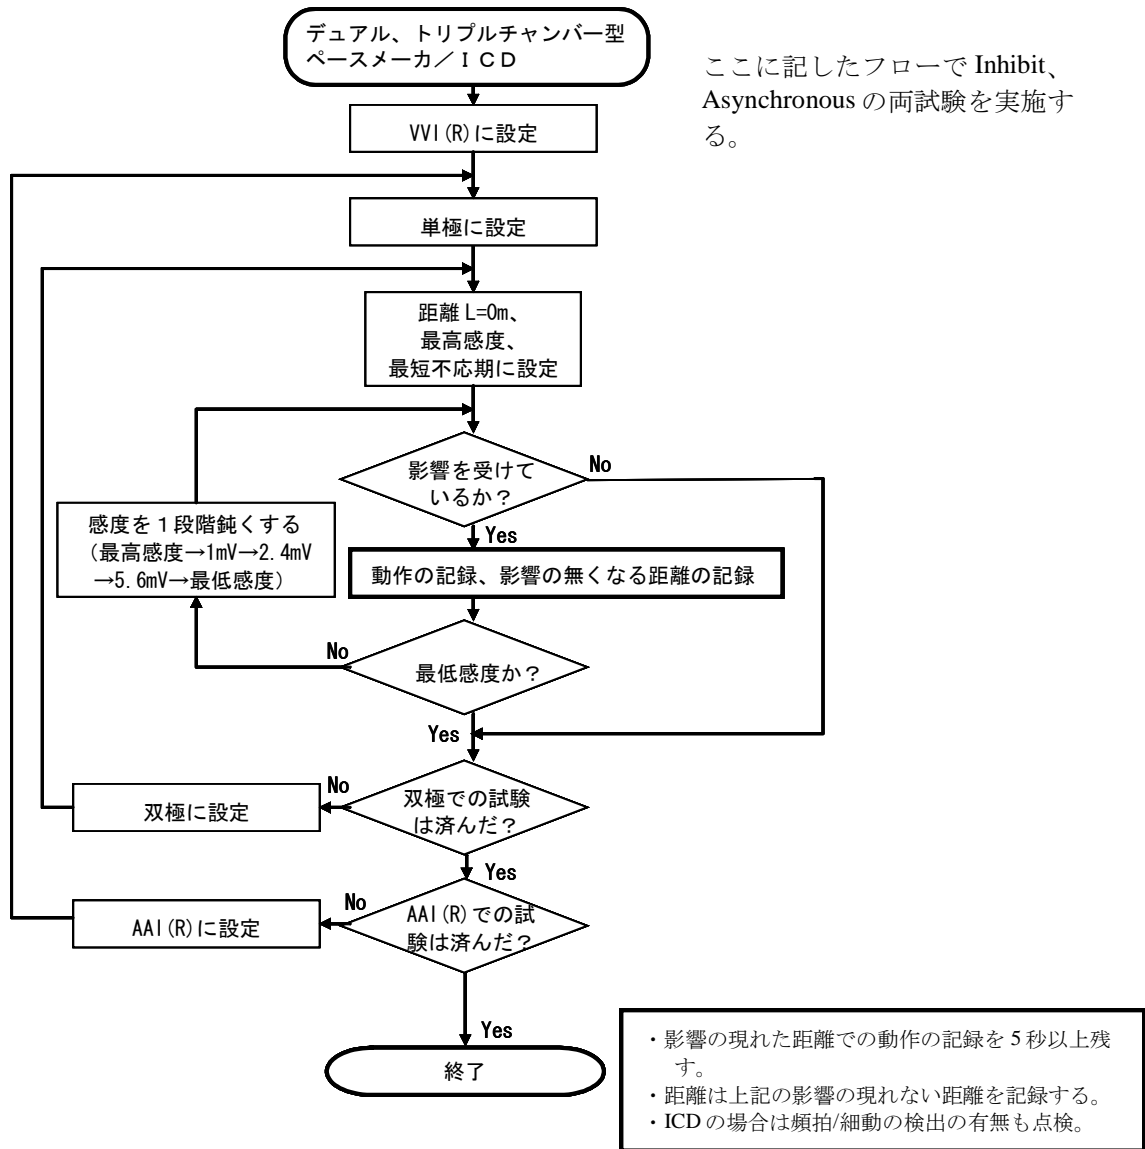 デュアル、トリプルチャンバー型
ペースメーカ／ＩＣＤ
ここに記したフローで Inhibit、
Asynchronous の両試験を実施す
る。
VVI(R)に設定
単極に設定
距離 L=0m、
最高感度、
最短不応期に設定
影響を受けて
いるか？
No
Yes
感度を１段階鈍くする
（最高感度→1mV→2.4mV
→5.6mV→最低感度）
動作の記録、影響の無くなる距離の記録
No
最低感度か？
Yes
No
双極に設定
双極での試験
は済んだ？
Yes
No
AAI(R)に設定
AAI(R)での試
験は済んだ？
Yes
終了
・影響の現れた距離での動作の記録を 5 秒以上残
す。
・距離は上記の影響の現れない距離を記録する。
・ICD の場合は頻拍/細動の検出の有無も点検。